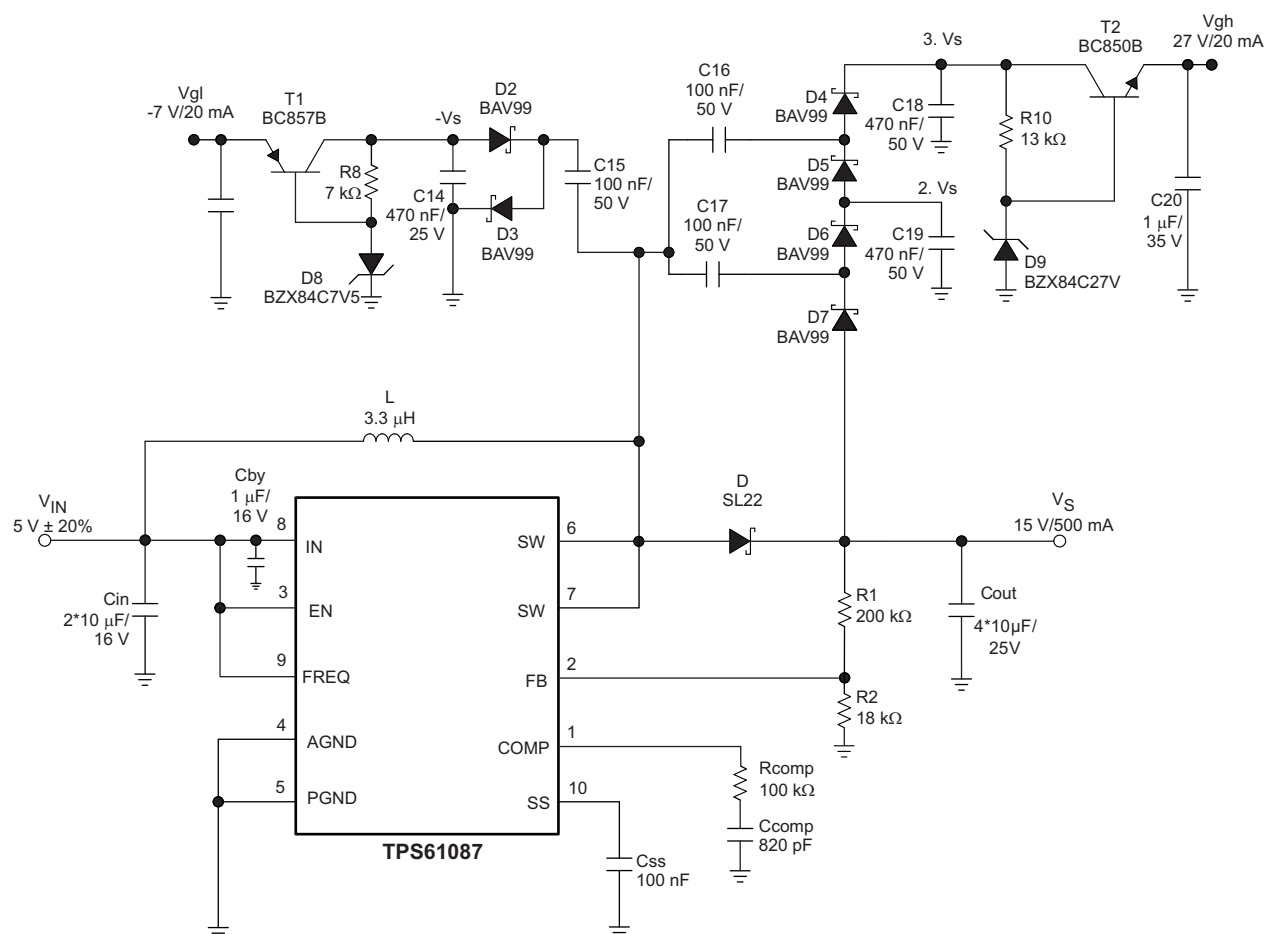 Vgl
-7 V/20 mA
T1
BC857B
R8
7 kΩ
D8
BZX84C7V5
-Vs
C14
470 nF/
25 V
D2
BAV99
D3
BAV99
C15
100 nF/
50 V
C16
100 nF/
50 V
C17
100 nF/
50 V
D4
BAV99
D5
BAV99
D6
BAV99
D7
BAV99
3. Vs
C18
470 nF/
50 V
2. Vs
C19
470 nF/
50 V
R10
13 kΩ
D9
BZX84C27V
T2
BC850B
Vgh
27 V/20 mA
C20
1 μF/
35 V
L
3.3 μH
VIN
5 V ± 20%
Cin
2*10 μF/
16 V
Cby
1 μF/
16 V
8
IN
3
EN
9
FREQ
4
AGND
5
PGND
6
SW
7
SW
2
FB
1
COMP
10
SS
TPS61087
D
SL22
VS
15 V/500 mA
R1
200 kΩ
R2
18 kΩ
Cout
4*10µF/
25V
Rcomp
100 kΩ
Ccomp
820 pF
Css
100 nF